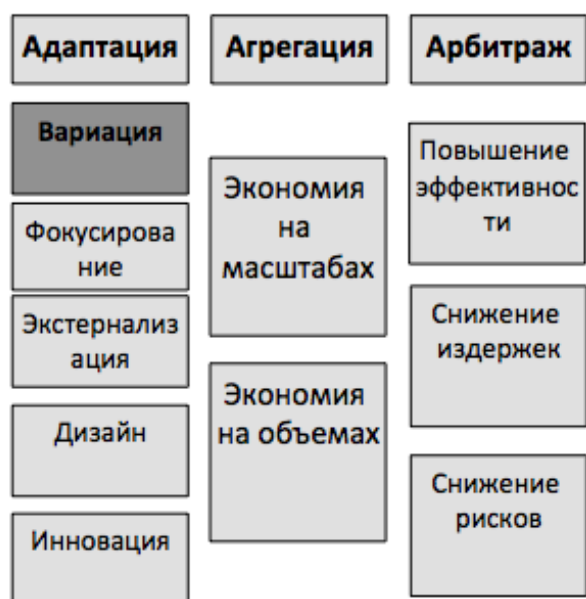 Адаптация
Вариация
Фокусирова
ние
Экстернализ
ация
Дизайн
Инновация
Агрегация
Экономия
на
масштабах
Экономия
на объемах
Арбитраж
Повышение
эффективнос
ти
Снижение
издержек
Снижение
рисков